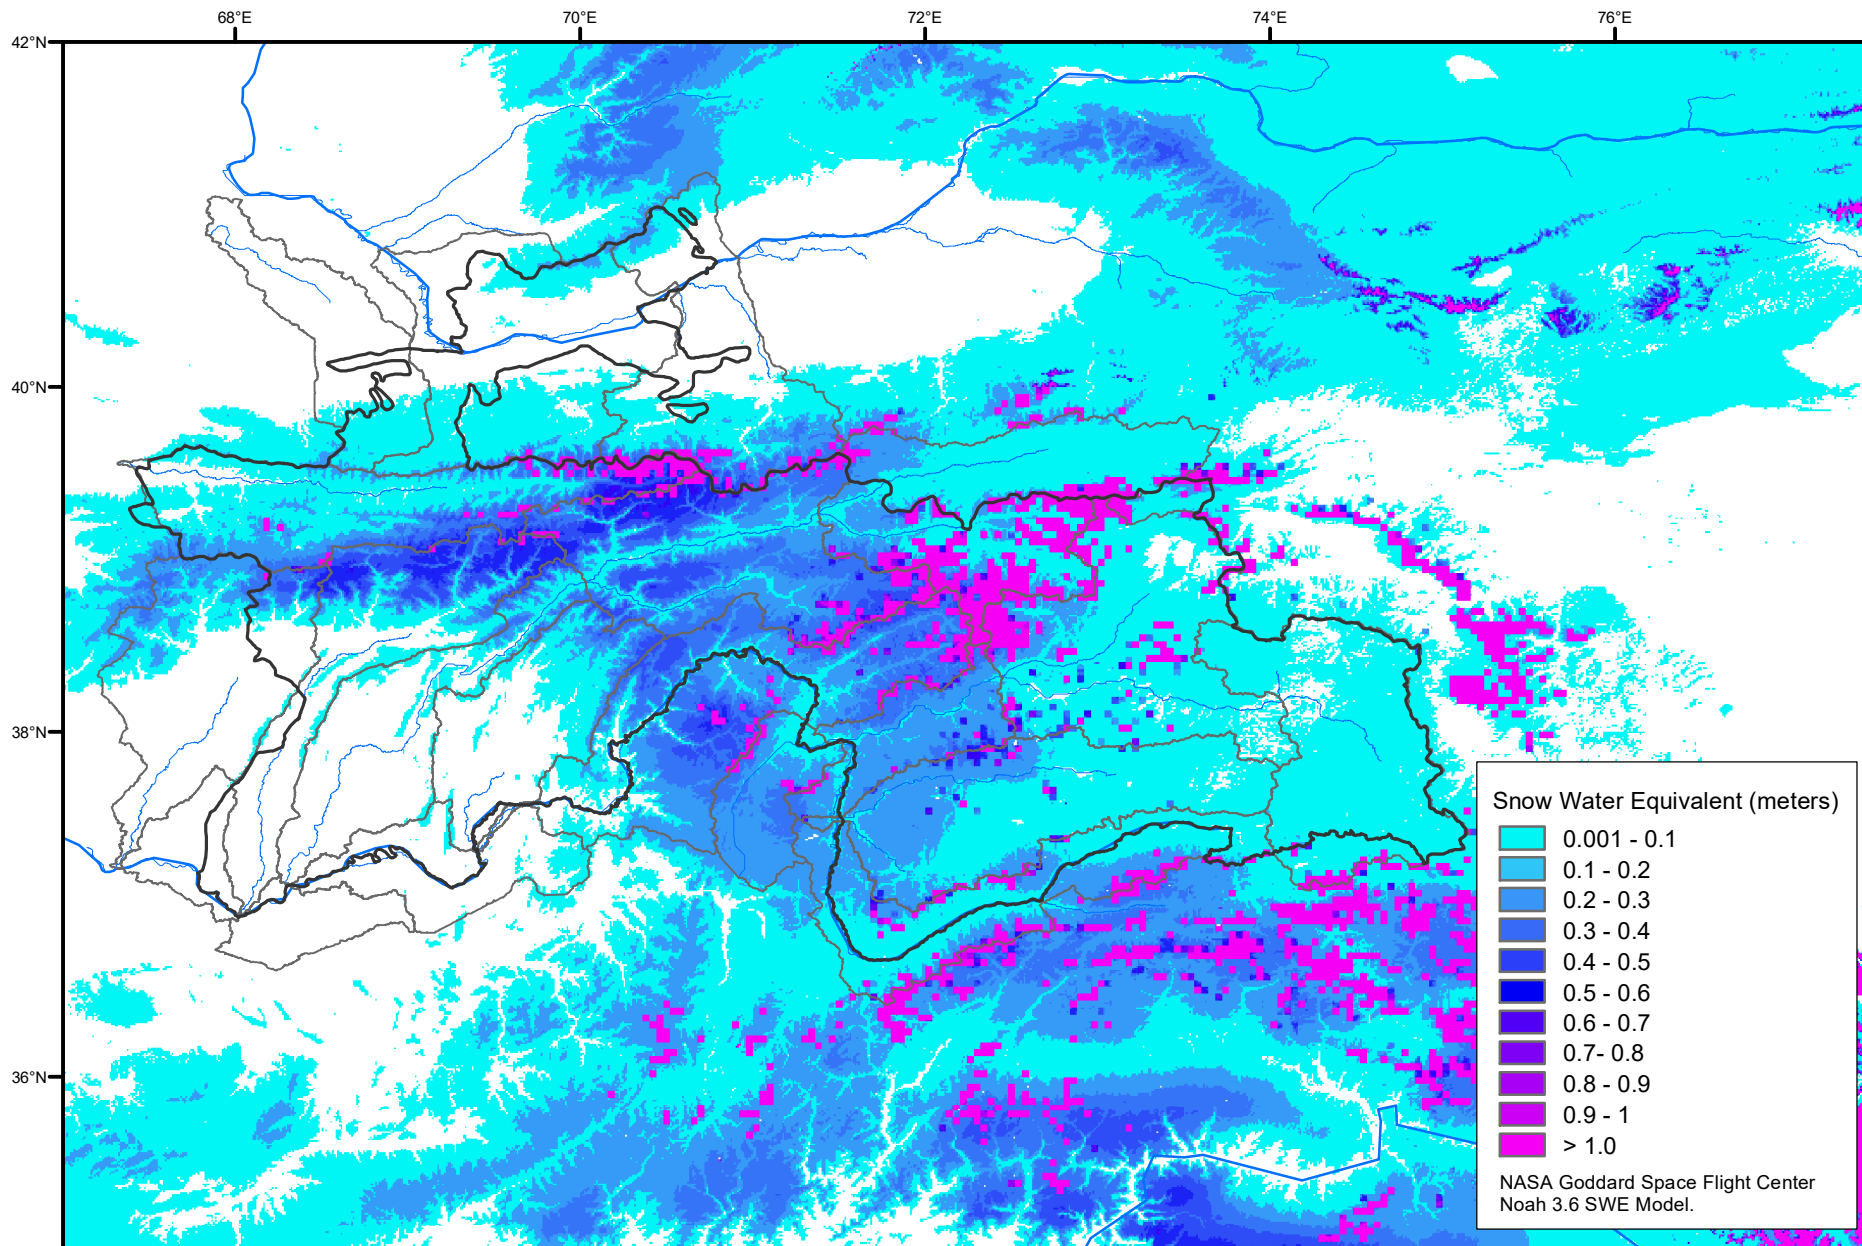 68°E
70°E
72°E
74°E
76°E
42°N
40°N
38°N
36°N
Snow Water Equivalent (meters)
0.001 - 0.1
0.1 - 0.2
0.2 - 0.3
0.3 - 0.4
0.4 - 0.5
0.5 - 0.6
0.6 - 0.7
0.7- 0.8
0.8 - 0.9
0.9 - 1
> 1.0
NASA Goddard Space Flight Center
Noah 3.6 SWE Model.